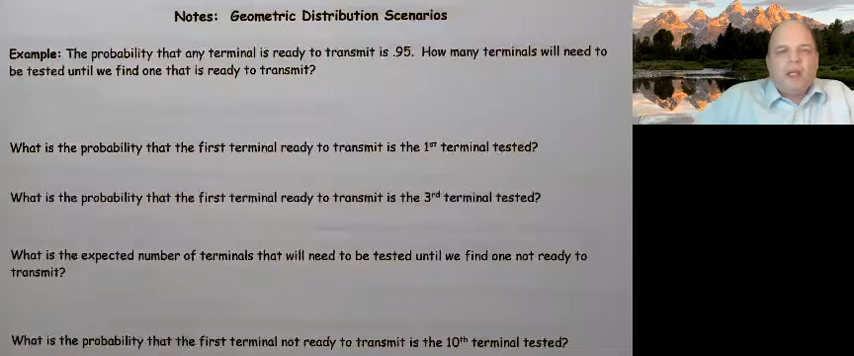 Notes: Geometric Distribution Scenarios
Example: The probability that any terminal is ready to transmit is .95. How many terminals will need to
be tested until we find one that is ready to transmit?
What is the probability that the first terminal ready to transmit is the 1ST terminal tested?
What is the probability that the first terminal ready to transmit is the 3rd terminal tested?
What is the expected number of terminals that will need to be tested until we find one not ready to
transmit?
What is the probability that the first terminal not ready to transmit is the 10th terminal tested?